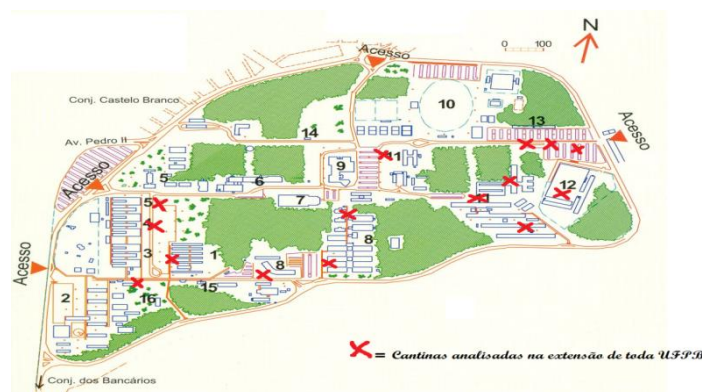 N
0 100
Acesso
Conj. Castelo Branco
10
13
Av. Pedro II
14
Acesso
11
9
5
6
Acesso
12
7
5
11
4
8
3
1
8
Acesso
2
16
15
= Cantinas analisadas na extensão de toda UFPB
Conj. dos Bancários